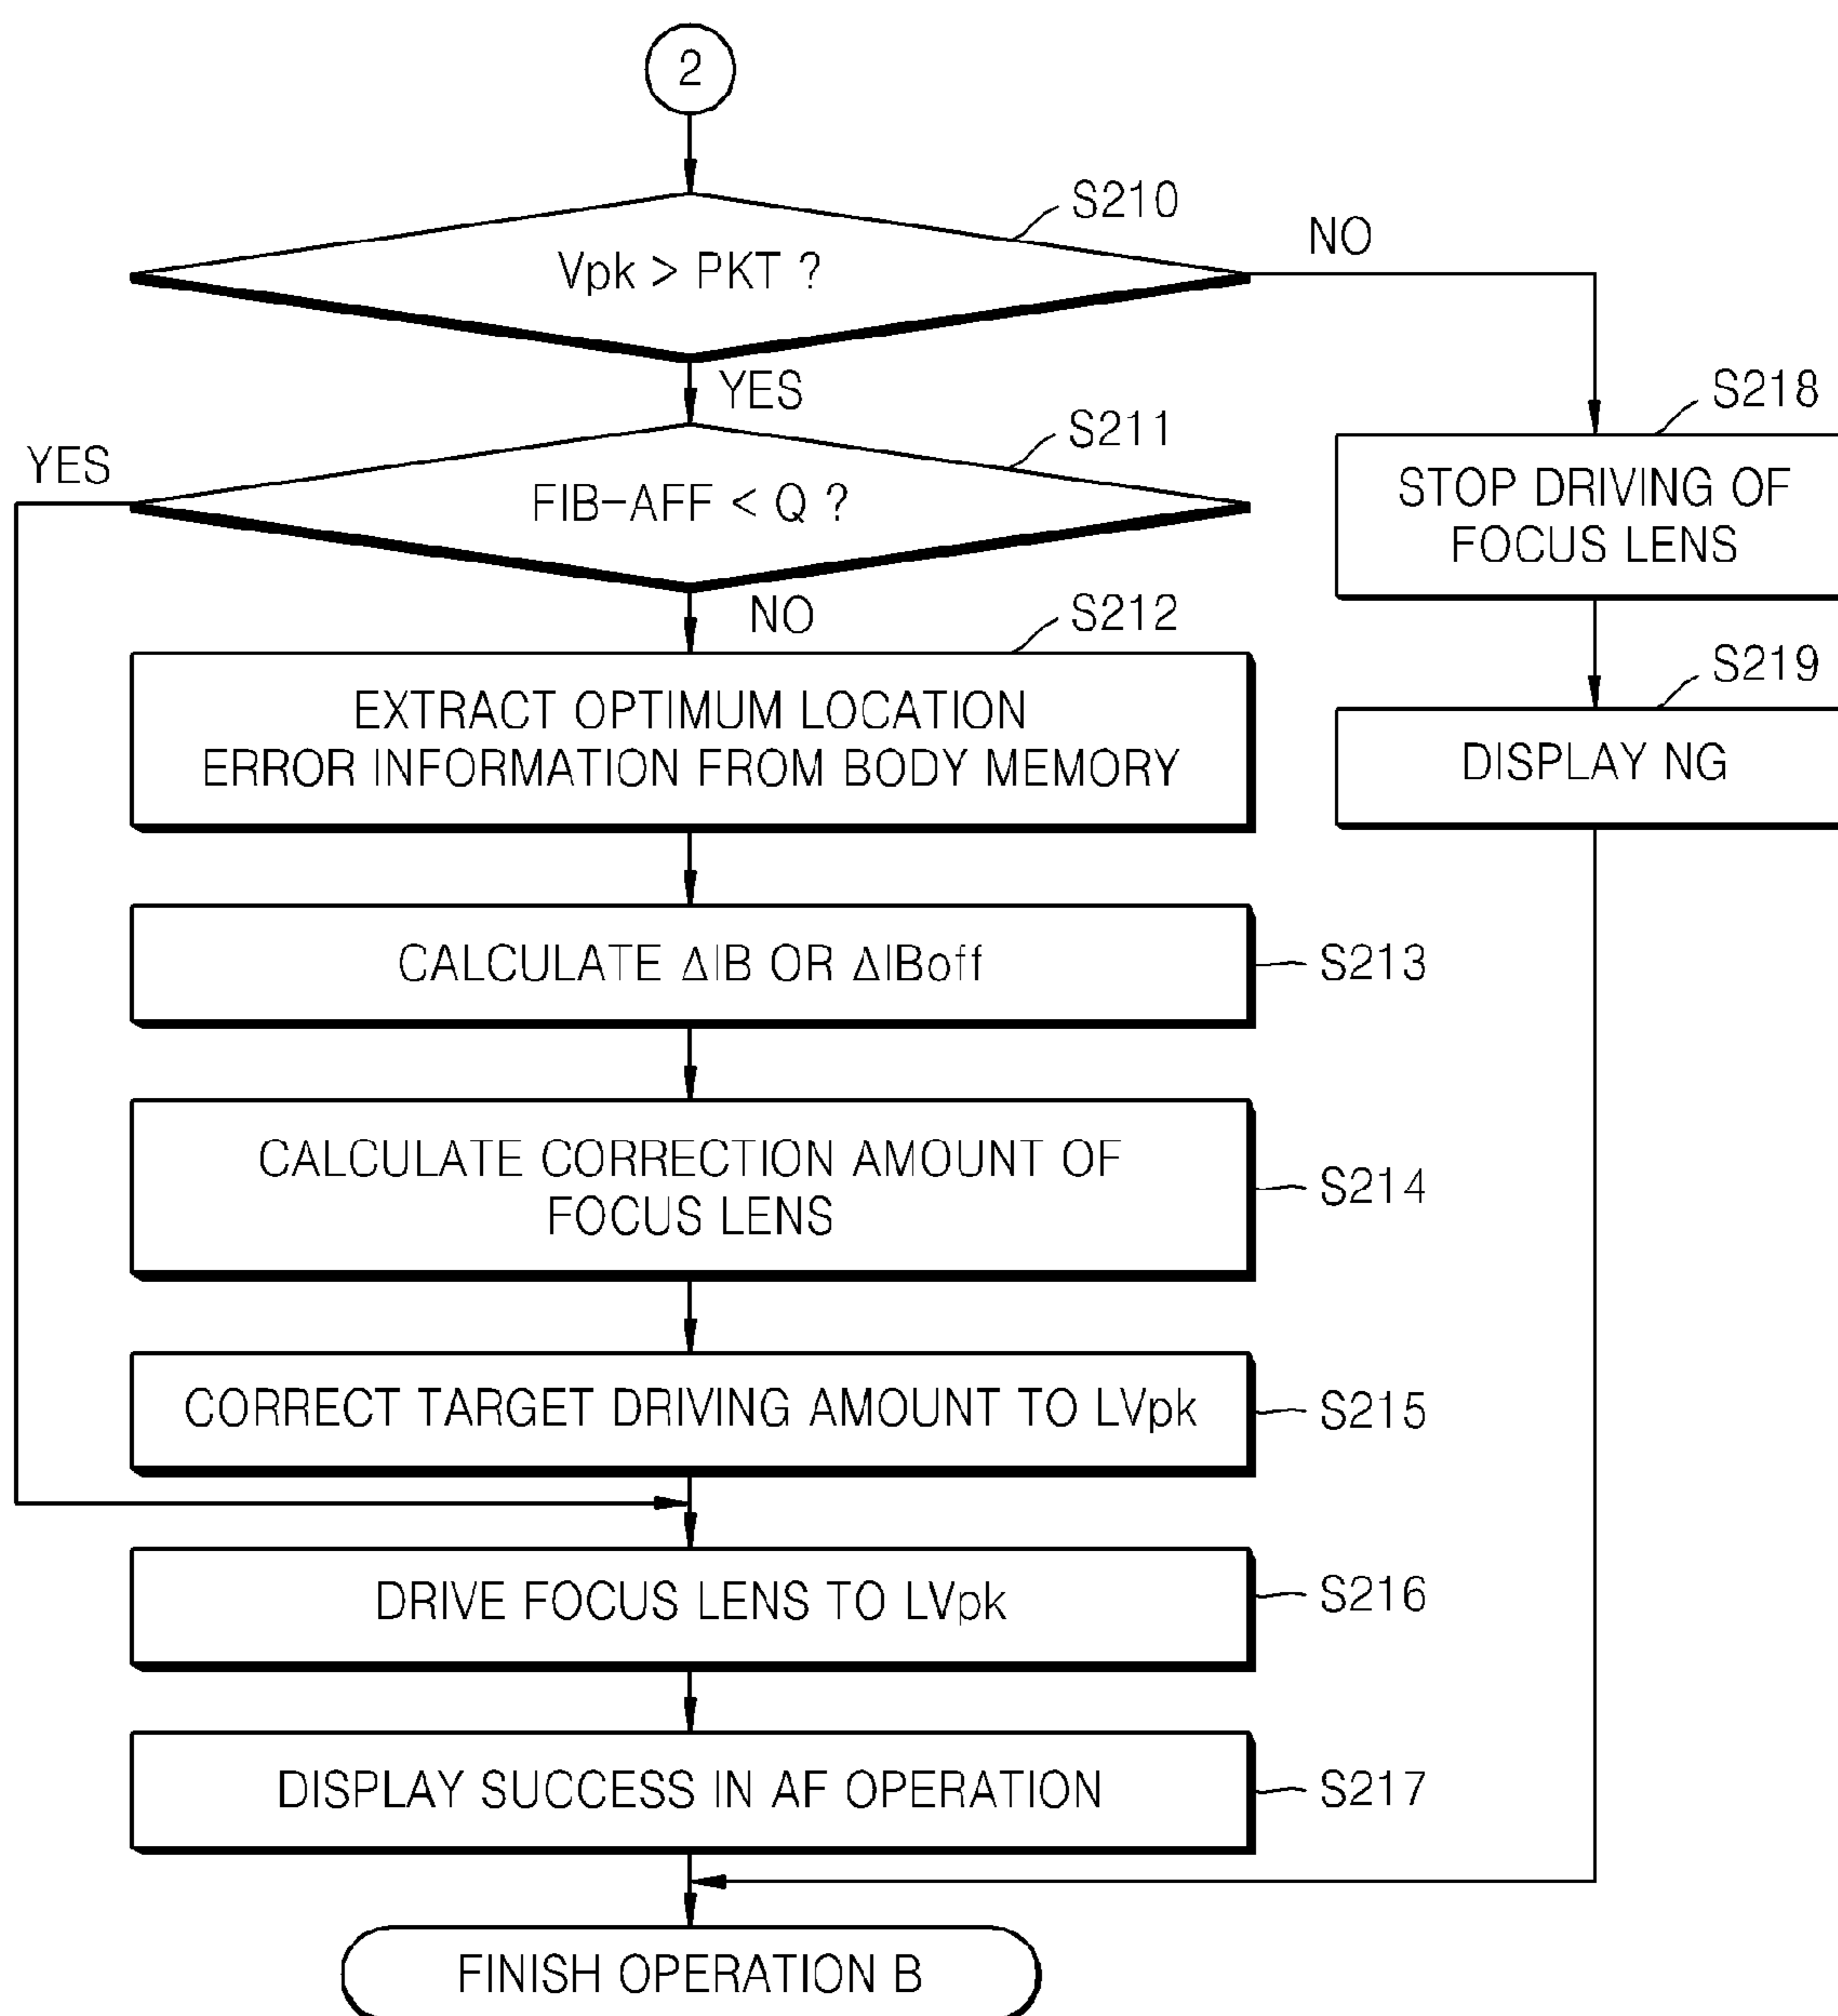 2
S210
Vpk > PKT ?
NO
YES
S211
YES
FIB-AFF < Q ?
NO
S218
STOP DRIVING OF
FOCUS LENS
S212
EXTRACT OPTIMUM LOCATION
ERROR INFORMATION FROM BODY MEMORY
S219
DISPLAY NG
CALCULATE ΔIB OR ΔIBoff
S213
CALCULATE CORRECTION AMOUNT OF
FOCUS LENS
S214
CORRECT TARGET DRIVING AMOUNT TO LVpk
S215
DRIVE FOCUS LENS TO LVpk
S216
DISPLAY SUCCESS IN AF OPERATION
S217
FINISH OPERATION B